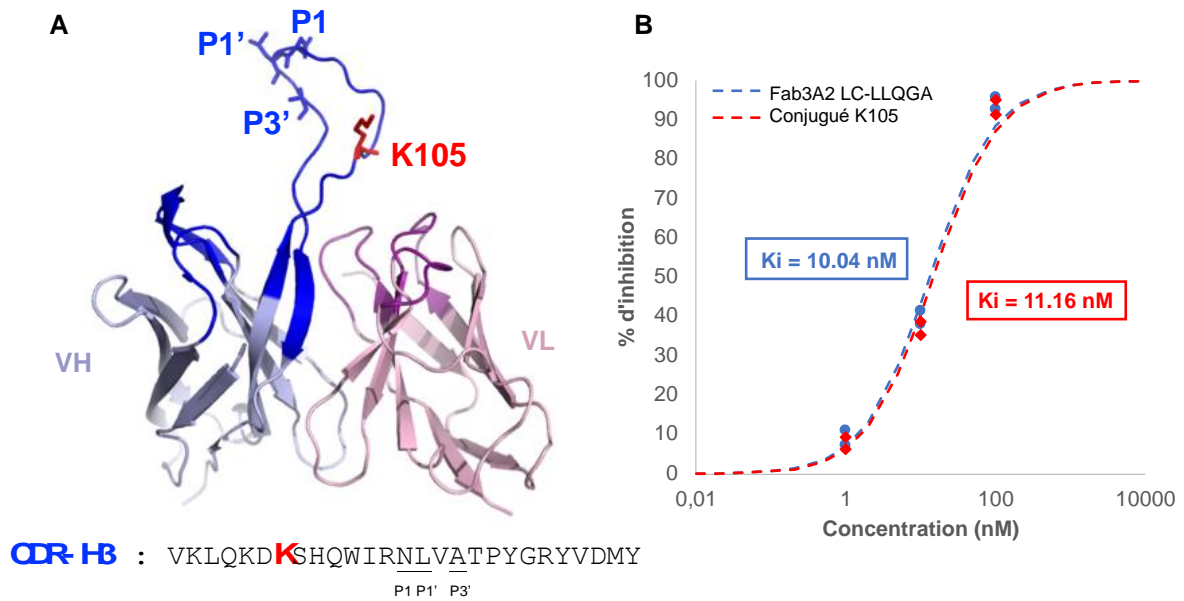 A
P1'
P1
P3'
K105
VH
VL
CDR-H3 : VKLQKDKSHQWIRNLVATPYGRYVDMY
P1 P1' P3'
B
100
90
80
70
60
50
40
30
20
10
0
% d'inhibition
Fab3A2 LC-LLQGA
Conjugué K105
Ki = 10.04 nM
Ki = 11.16 nM
0,01
1
100
10000
Concentration (nM)